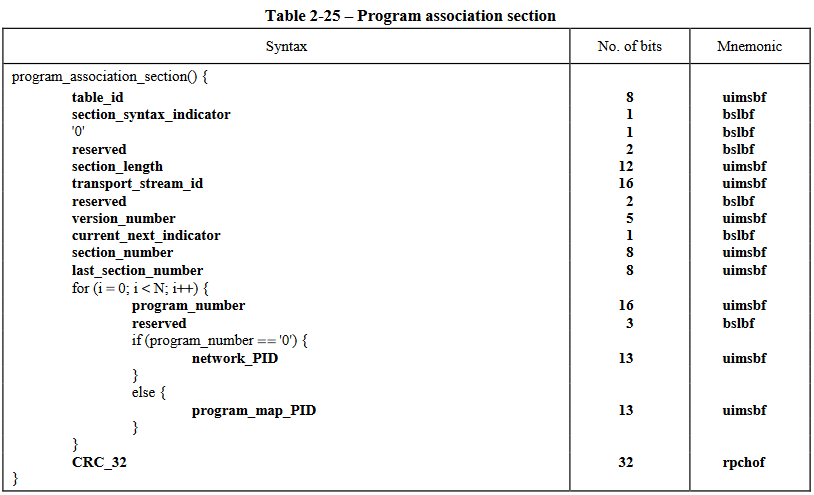 Table 2-25 – Program association section
Syntax No. of bits Mnemonic
program_association_section() {
table_id 8 uimsbf
section_syntax_indicator 1 bslbf
'0' 1 bslbf
reserved 2 bslbf
section_length 12 uimsbf
transport_stream_id 16 uimsbf
reserved 2 bslbf
version_number 5 uimsbf
current_next_indicator 1 bslbf
section_number 8 uimsbf
last_section_number 8 uimsbf
for (i = 0; i < N; i++) {
program_number 16 uimsbf
reserved 3 bslbf
if (program_number == '0') {
network_PID 13 uimsbf
}
else {
program_map_PID 13 uimsbf
}
}
CRC_32 32 rpchof
}